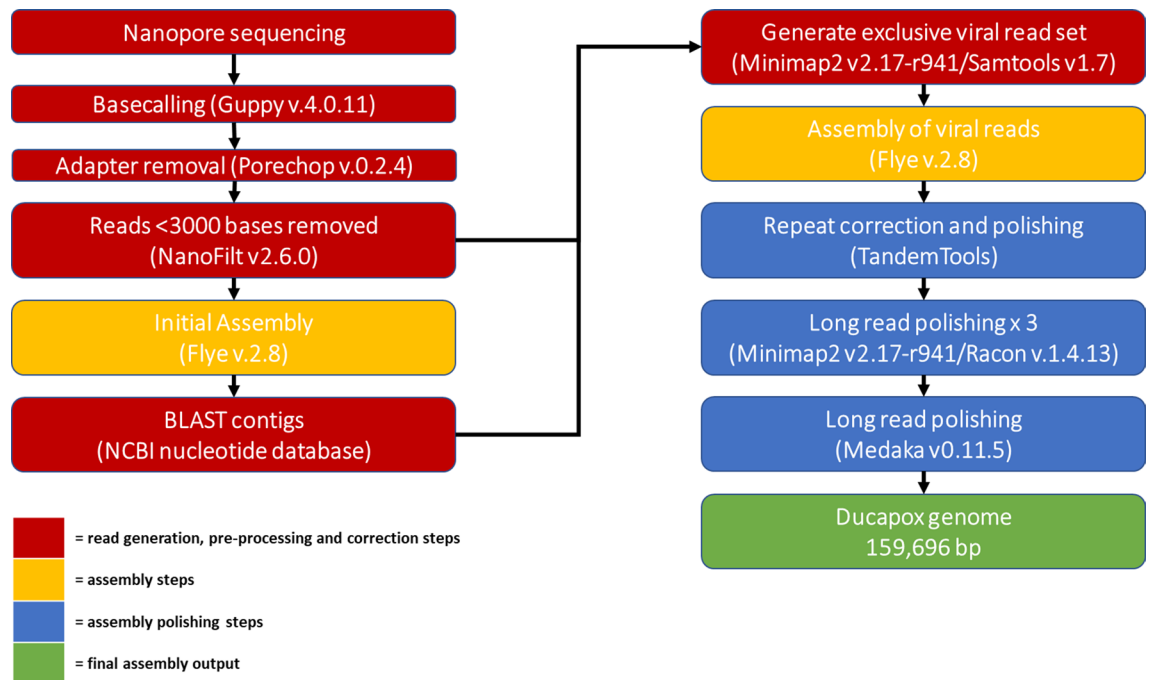 Nanopore sequencing
Basecalling (Guppy v.4.0.11)
Adapter removal (Porechop v.0.2.4)
Reads <3000 bases removed
(NanoFilt v2.6.0)
Initial Assembly
(Flye v.2.8)
BLAST contigs
(NCBI nucleotide database)
Generate exclusive viral read set
(Minimap2 v2.17-r941/Samtools v1.7)
Assembly of viral reads
(Flye v.2.8)
Repeat correction and polishing
(TandemTools)
Long read polishing x 3
(Minimap2 v2.17-r941/Racon v.1.4.13)
Long read polishing
(Medaka v0.11.5)
Ducapox genome
159,696 bp
= read generation, pre-processing and correction steps
= assembly steps
= assembly polishing steps
= final assembly output